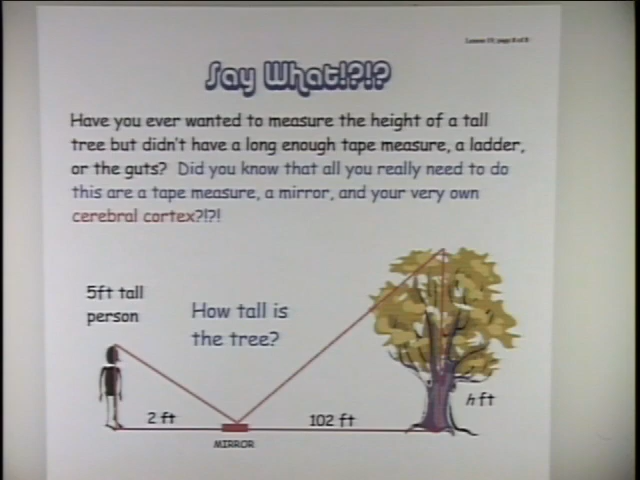 Say What!?!?
Have you ever wanted to measure the height of a tall
tree but didn't have a long enough tape measure, a ladder,
or the guts? Did you know that all you really need to do
this are a tape measure, a mirror, and your very own
cerebral cortex?!?!
5ft tall
person
How tall is
the tree?
h ft
2 ft
102 ft
MIRROR